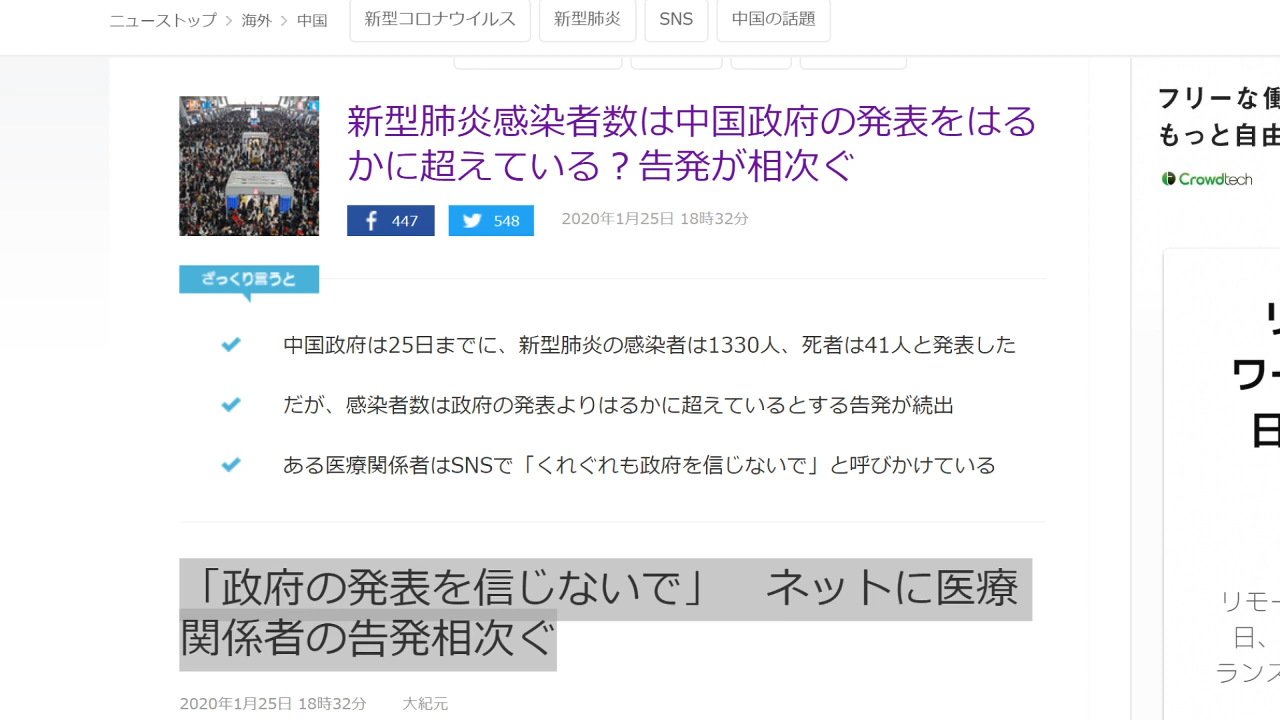 ニューストップ > 海外 > 中国 新型コロナウイルス 新型肺炎 SNS 中国の話題
新型肺炎感染者数は中国政府の発表をはる
かに超えている？告発が相次ぐ
447 548 2020年1月25日 18時32分
ざっくり言うと
中国政府は25日までに、新型肺炎の感染者は1330人、死者は41人と発表した
だが、感染者数は政府の発表よりはるかに超えているとする告発が続出
ある医療関係者はSNSで「くれぐれも政府を信じないで」と呼びかけている
「政府の発表を信じないで」　ネットに医療
関係者の告発相次ぐ
2020年1月25日 18時32分 大紀元
フリーな働
もっと自由
Crowdtech
リ
ワー
日
リモー
日、
ランス